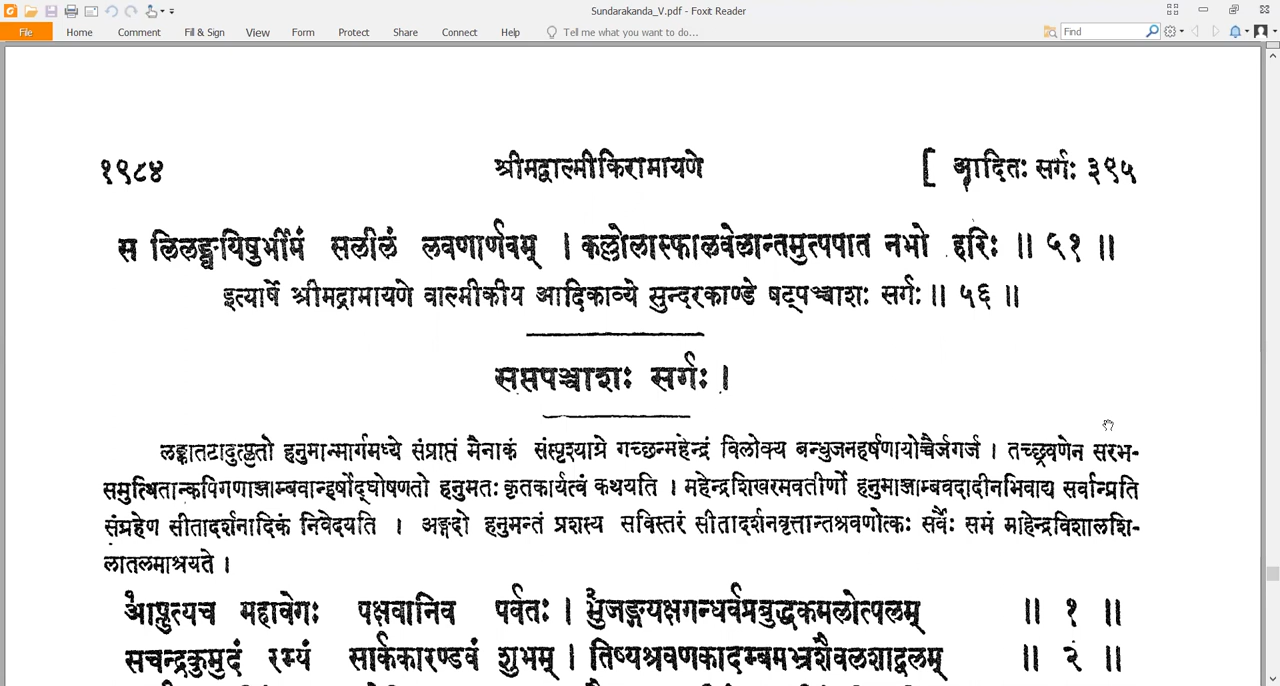 Sundarakanda_V.pdf - Foxit Reader
File Home Comment Fill & Sign View Form Protect Share Connect Help Tell me what you want to do... Find
१९८४ श्रीमद्वाल्मीकिरामायणे [ आदितः सर्गः ३९५
स लिलङ्घयिषुर्भीमं सलीलं लवणार्णवम् । कल्लोलास्फालवेलान्तमुत्पपात नभो हरिः ॥ ५१ ॥
इत्यार्षे श्रीमद्रामायणे वाल्मीकीय आदिकाव्ये सुन्दरकाण्डे षट्पञ्चाशः सर्गः ॥ ५६ ॥
सप्तपञ्चाशः सर्गः ।
लङ्कातटादुत्प्लुतो हनुमान्मार्गमध्ये संप्राप्तं मैनाकं संस्पृश्याग्रे गच्छन्महेन्द्रं विलोक्य बन्धुजनहर्षणायोच्चैर्जगर्ज । तच्छ्रवणेन सरभ-
समुत्थितान्कपिगणाञ्जाम्बवान्हर्षोद्घोषणतो हनुमतः कृतकार्यत्वं कथयति । महेन्द्रशिखरमवतीर्णो हनुमाञ्जाम्बवदादीनभिवाद्य सर्वान्प्रति
संग्रहेण सीतादर्शनादिकं निवेदयति । अङ्गदो हनुमन्तं प्रशस्य सविस्तरं सीतादर्शनवृत्तान्तश्रवणोत्कः सर्वैः समं माहेन्द्रविशालशि-
लातलमाश्रयते ।
आप्लुत्यच महावेगः पक्षवानिव पर्वतः । भुजङ्गयक्षगन्धर्वप्रबुद्धकमलोत्पलम् ॥ १ ॥
सचन्द्रकुमुदं रम्यं सार्ककारण्डवं शुभम् । तिष्यश्रवणकादम्बमभ्रशैवलशाद्वलम् ॥ २ ॥